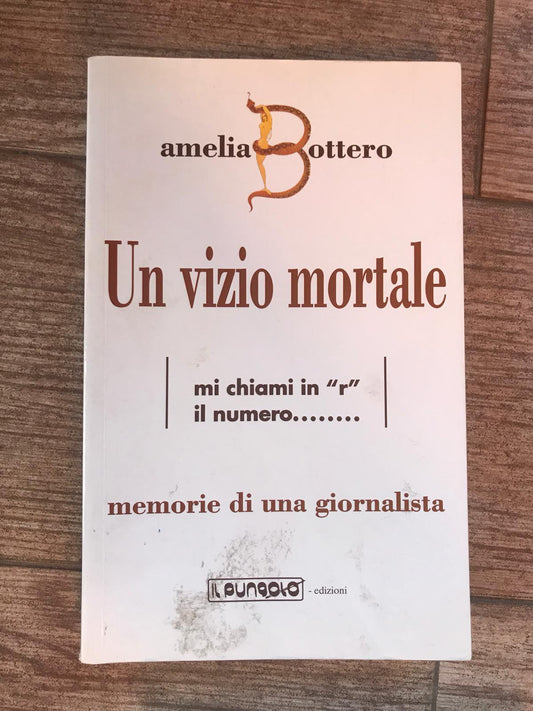 amelia Bottero
Un vizio mortale
mi chiami in “r”
il numero........
memorie di una giornalista
IL PUNGOLO - edizioni